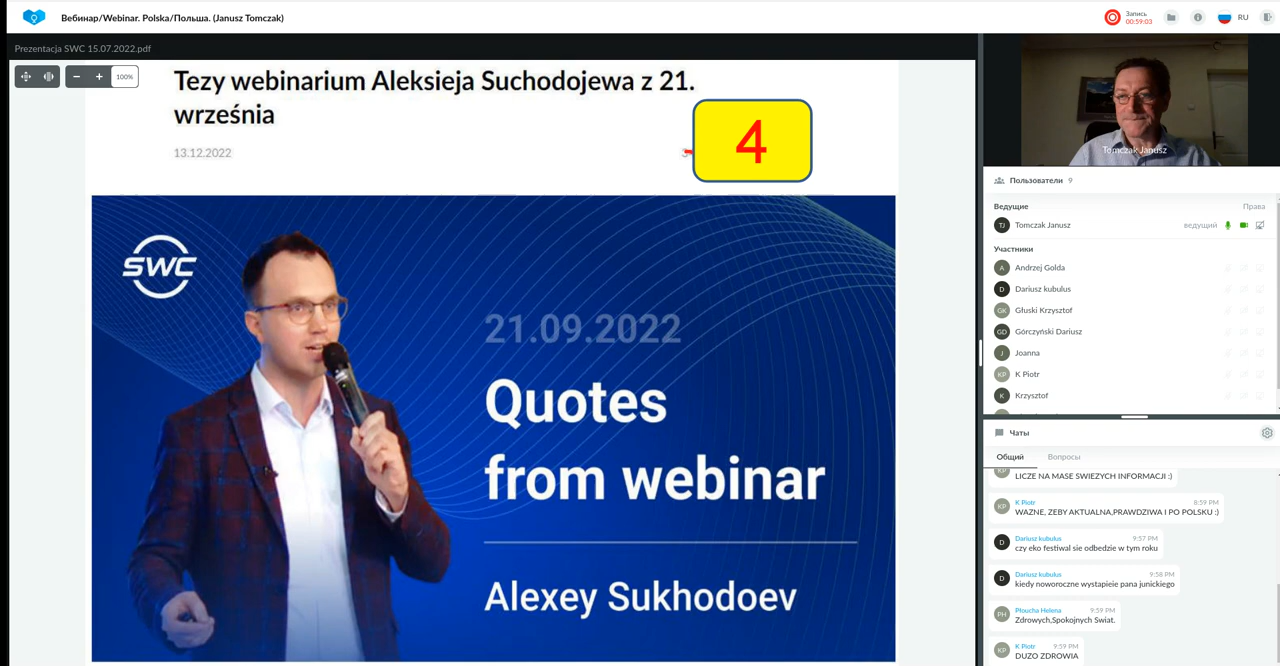 Вебинар/Webinar. Polska/Польша. (Janusz Tomczak)
Запись
00:59:03
RU
Prezentacja SWC 15.07.2022.pdf
100%
Tezy webinarium Aleksieja Suchodojewa z 21.
września
13.12.2022
4
SWC
21.09.2022
Quotes
from webinar
Alexey Sukhodoev
Tomczak Janusz
Пользователи 9
Ведущие Права
TJ Tomczak Janusz ведущий
Участники
A Andrzej Golda
D Dariusz kubulus
GK Głuski Krzysztof
GD Górczyński Dariusz
J Joanna
KP K Piotr
K Krzysztof
Чаты
Общий Вопросы
KP LICZE NA MASE SWIEZYCH INFORMACJI :)
K Piotr 8:59 PM
KP WAZNE, ZEBY AKTUALNA,PRAWDZIWA I PO POLSKU :)
Dariusz kubulus 9:57 PM
D czy eko festiwal sie odbedzie w tym roku
Dariusz kubulus 9:58 PM
D kiedy noworoczne wystapieie pana junickiego
Płoucha Helena 9:59 PM
PH Zdrowych,Spokojnych Swiat.
K Piotr 9:59 PM
KP DUZO ZDROWIA